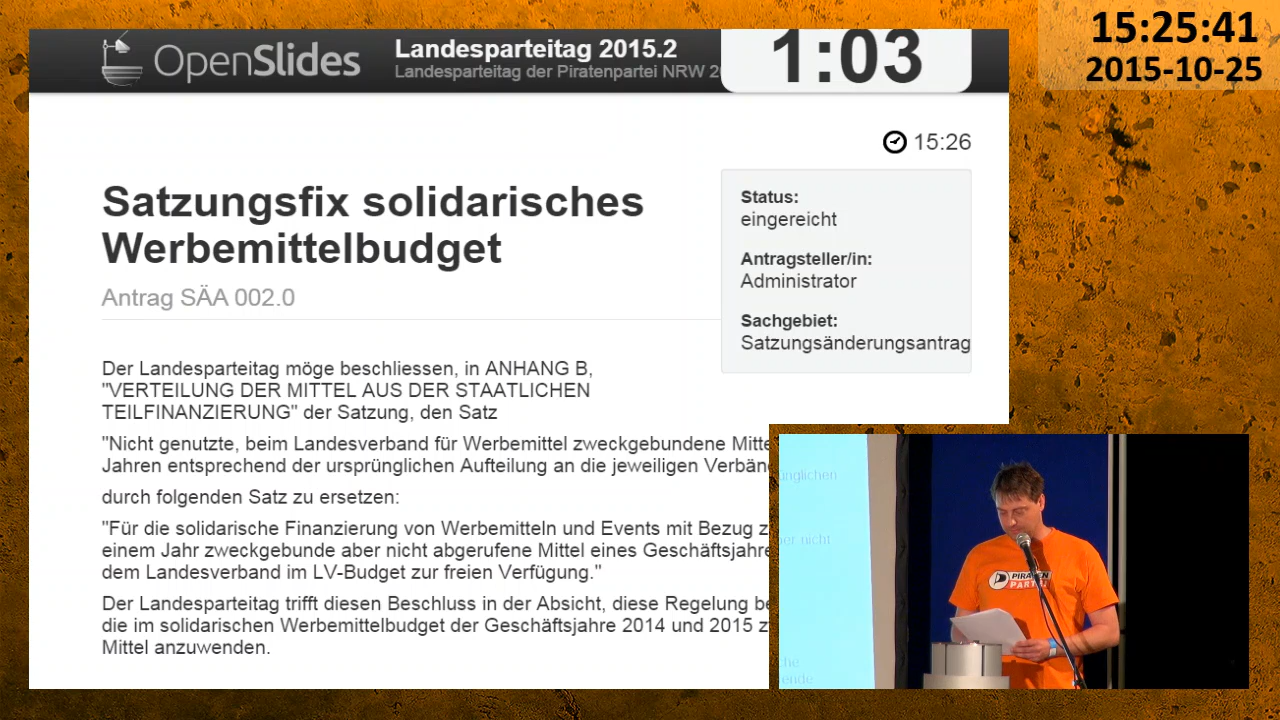 15:25:41
2015-10-25
OpenSlides
Landesparteitag 2015.2
Landesparteitag der Piratenpartei NRW
1:03
15:26
Satzungsfix solidarisches
Werbemittelbudget
Antrag SÄA 002.0
Status:
eingereicht
Antragsteller/in:
Administrator
Sachgebiet:
Satzungsänderungsantrag
Der Landesparteitag möge beschliessen, in ANHANG B,
"VERTEILUNG DER MITTEL AUS DER STAATLICHEN
TEILFINANZIERUNG" der Satzung, den Satz
"Nicht genutzte, beim Landesverband für Werbemittel zweckgebundene
Jahren entsprechend der ursprünglichen Aufteilung an die jeweiligen
durch folgenden Satz zu ersetzen:
"Für die solidarische Finanzierung von Werbemitteln und Events mit Bezug
einem Jahr zweckgebunde aber nicht abgerufene Mittel eines
dem Landesverband im LV-Budget zur freien Verfügung."
Der Landesparteitag trifft diesen Beschluss in der Absicht, diese Regelung
die im solidarischen Werbemittelbudget der Geschäftsjahre 2014 und 2015
Mittel anzuwenden.
nicht
PIRATEN
PARTEI